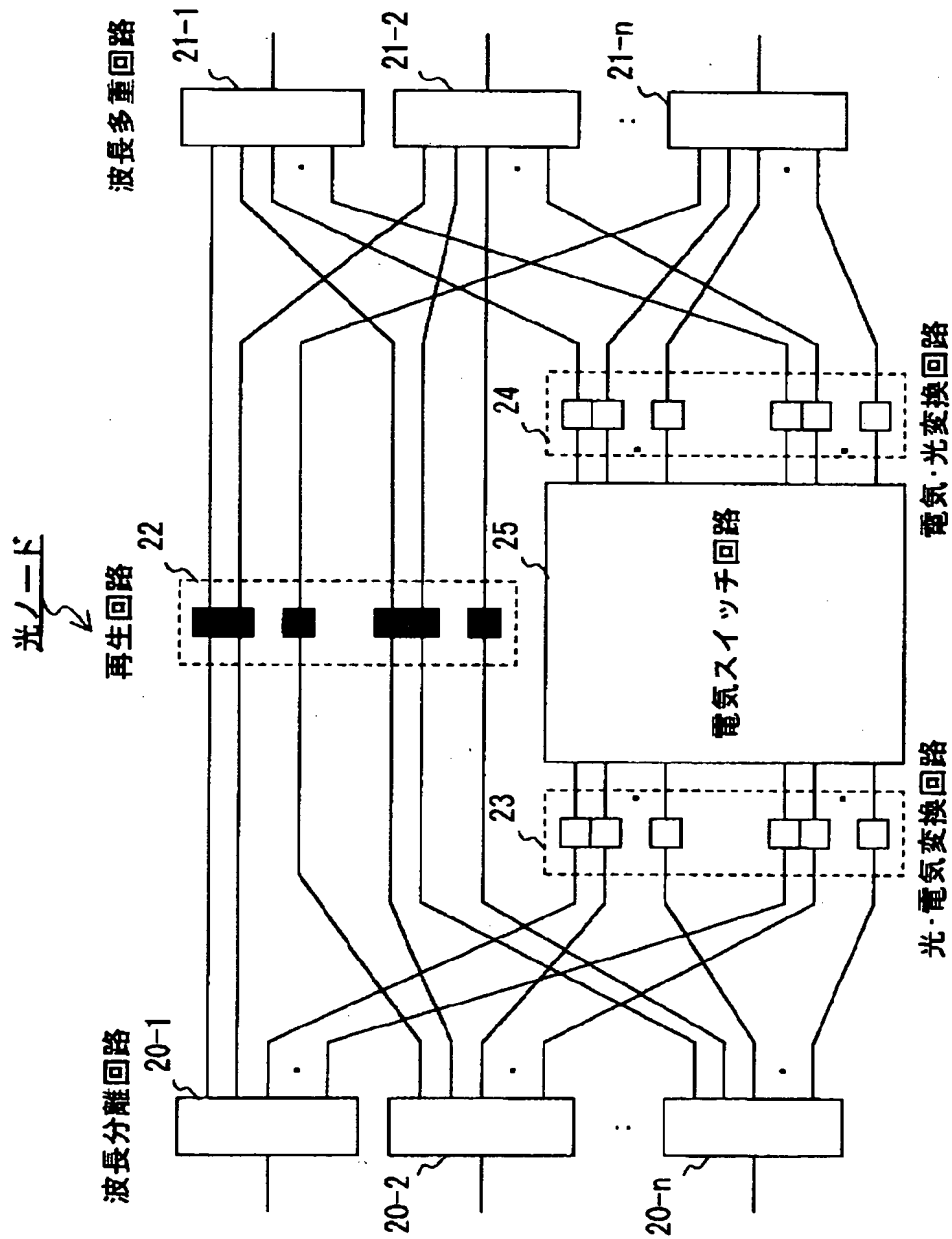 光ノード
波長分離回路
20-1
20-2
20-n
再生回路
22
波長多重回路
21-1
21-2
21-n
23
光・電気変換回路
25
電気スイッチ回路
24
電気・光変換回路